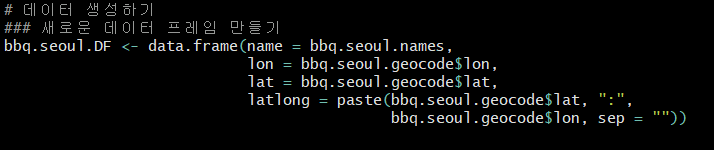 # 데이터 생성하기
### 새로운 데이터 프레임 만들기
bbq.seoul.DF <- data.frame(name = bbq.seoul.names,
lon = bbq.seoul.geocode$lon,
lat = bbq.seoul.geocode$lat,
latlong = paste(bbq.seoul.geocode$lat, ":",
bbq.seoul.geocode$lon, sep = ""))